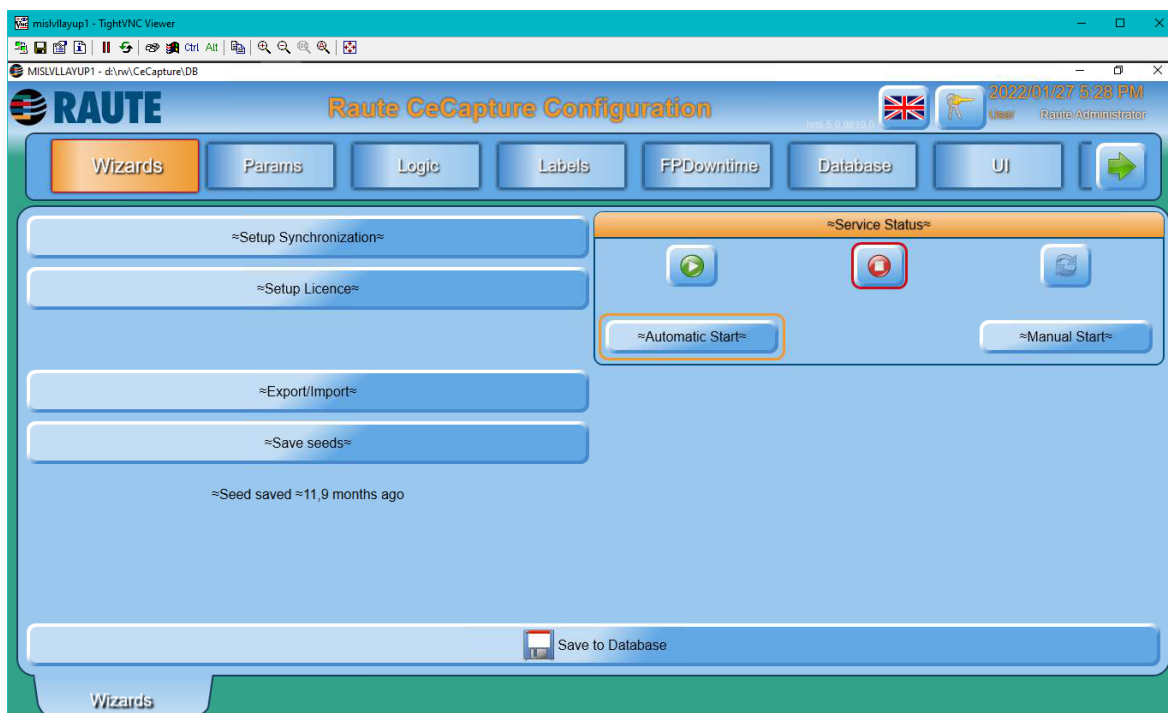 mislvllayup1 - TightVNC Viewer
Ctrl Alt
MISLVLLAYUP1 - d:\rw\CeCapture\DB
RAUTE
Raute CeCapture Configuration
2022/01/27 5:28 PM
User Raute Administrator
Wizards Params Logic Labels FPDowntime Database UI
≈Setup Synchronization≈
≈Service Status≈
≈Setup Licence≈
≈Automatic Start≈ ≈Manual Start≈
≈Export/Import≈
≈Save seeds≈
≈Seed saved ≈11,9 months ago
Save to Database
Wizards